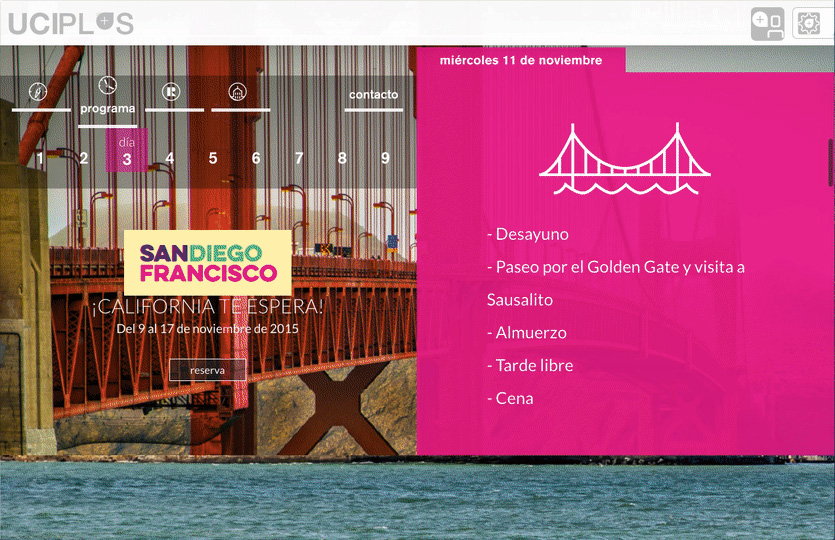 UCIPLUS
miércoles 11 de noviembre
programa
contacto
día
1 2 3 4 5 6 7 8 9
SANDIEGO
FRANCISCO
¡CALIFORNIA TE ESPERA!
Del 9 al 17 de noviembre de 2015
reserva
- Desayuno
- Paseo por el Golden Gate y visita a
Sausalito
- Almuerzo
- Tarde libre
- Cena